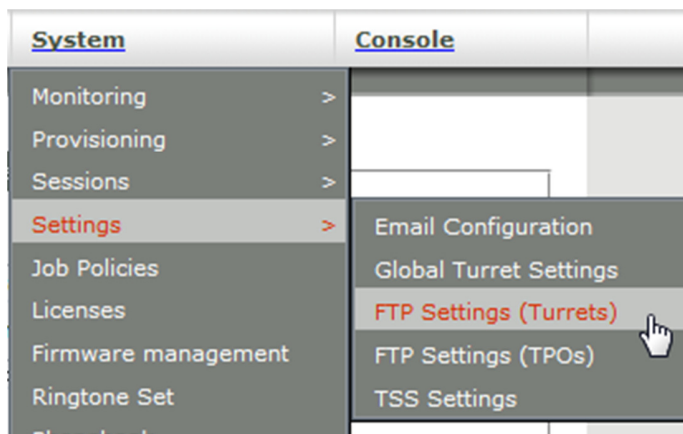 System
Console
Monitoring >
Provisioning >
Sessions >
Settings >
Job Policies
Licenses
Firmware management
Ringtone Set
Email Configuration
Global Turret Settings
FTP Settings (Turrets)
FTP Settings (TPOs)
TSS Settings